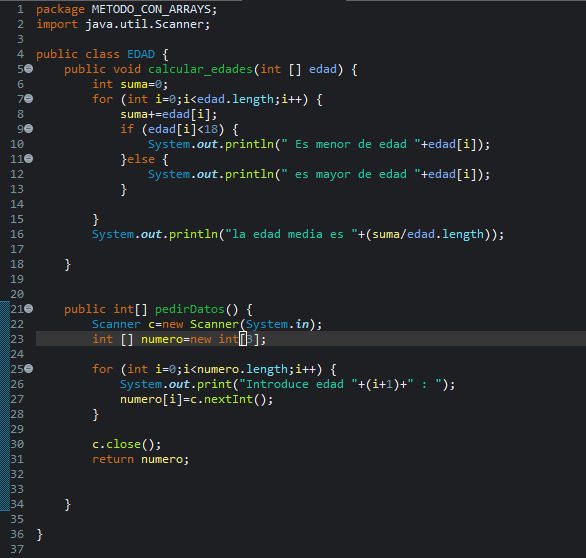 1 package METODO_CON_ARRAYS;
2 import java.util.Scanner;
3
4 public class EDAD {
5 public void calcular_edades(int [] edad) {
6 int suma=0;
7 for (int i=0;i<edad.length;i++) {
8 suma+=edad[i];
9 if (edad[i]<18) {
10 System.out.println(" Es menor de edad "+edad[i]);
11 }else {
12 System.out.println(" es mayor de edad "+edad[i]);
13 }
14
15 }
16 System.out.println("la edad media es "+(suma/edad.length));
17
18 }
19
20
21 public int[] pedirDatos() {
22 Scanner c=new Scanner(System.in);
23 int [] numero=new int[3];
24
25 for (int i=0;i<numero.length;i++) {
26 System.out.print("Introduce edad "+(i+1)+" : ");
27 numero[i]=c.nextInt();
28 }
29
30 c.close();
31 return numero;
32
33
34 }
35
36 }
37